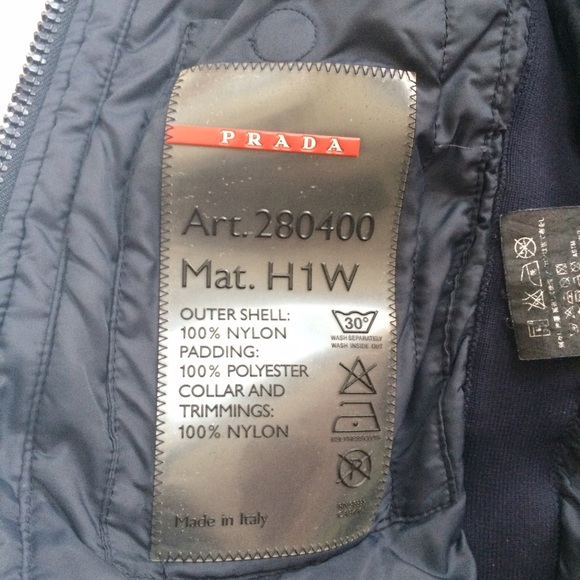 PRADA
Art. 280400
Mat. H1W
OUTER SHELL:
100% NYLON
PADDING:
100% POLYESTER
COLLAR AND
TRIMMINGS:
100% NYLON
30°
WASH SEPARATELY
WASH INSIDE OUT
P
Made in Italy